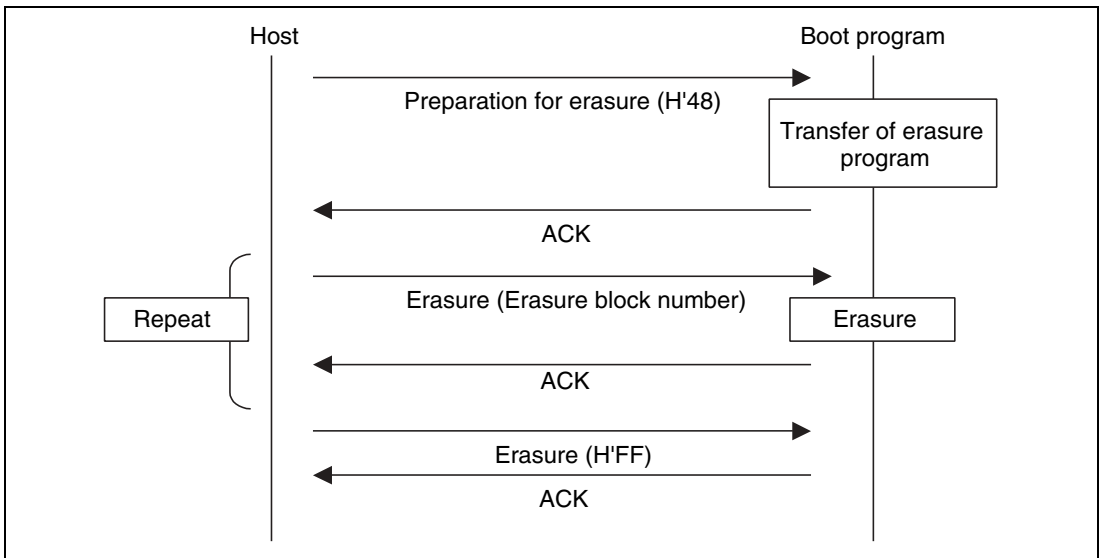 Host
Boot program
Preparation for erasure (H'48)
Transfer of erasure
program
ACK
Erasure (Erasure block number)
Repeat
Erasure
ACK
Erasure (H'FF)
ACK